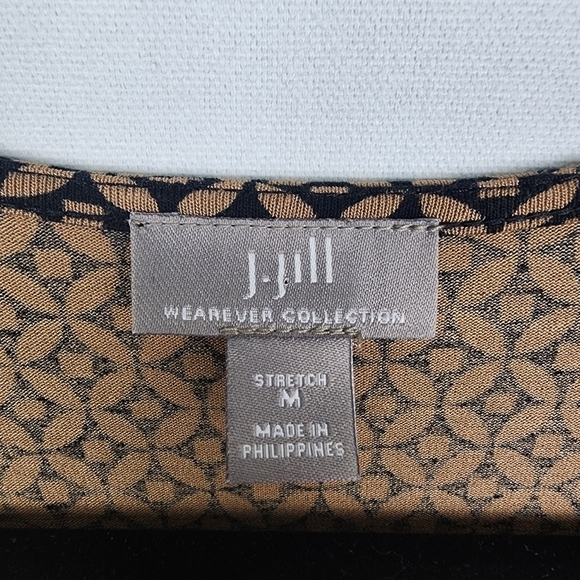 J.Jill
WEAREVER COLLECTION
STRETCH
M
MADE IN
PHILIPPINES